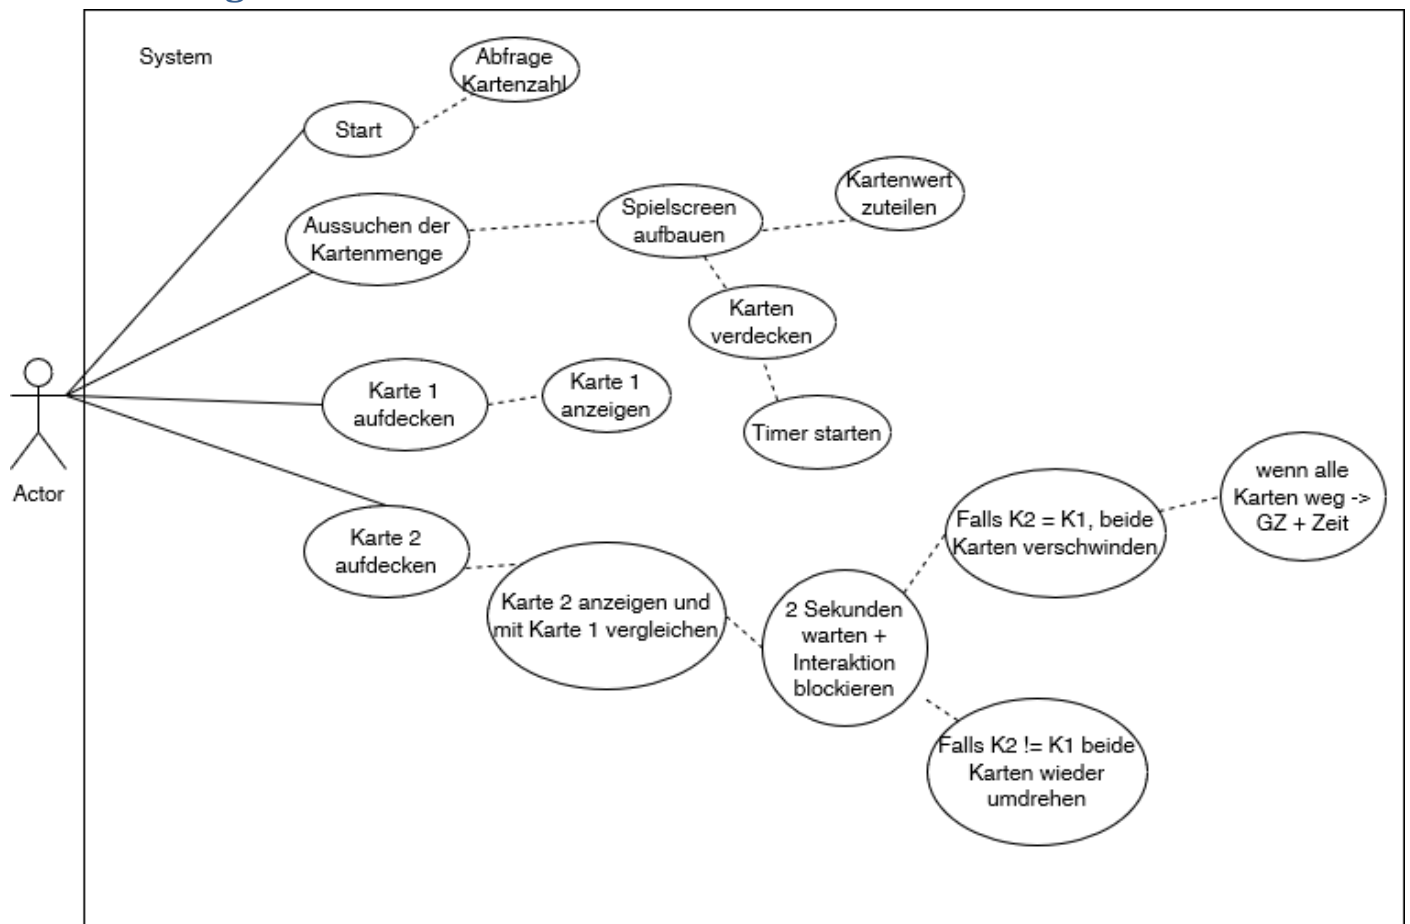 System
Abfrage
Kartenzahl
Start
Kartenwert
zuteilen
Aussuchen der
Kartenmenge
Spielscreen
aufbauen
Karten
verdecken
Karte 1
aufdecken
Karte 1
anzeigen
Timer starten
Actor
wenn alle
Karten weg ->
GZ + Zeit
Falls K2 = K1, beide
Karten verschwinden
Karte 2
aufdecken
Karte 2 anzeigen und
mit Karte 1 vergleichen
2 Sekunden
warten +
Interaktion
blockieren
Falls K2 != K1 beide
Karten wieder
umdrehen